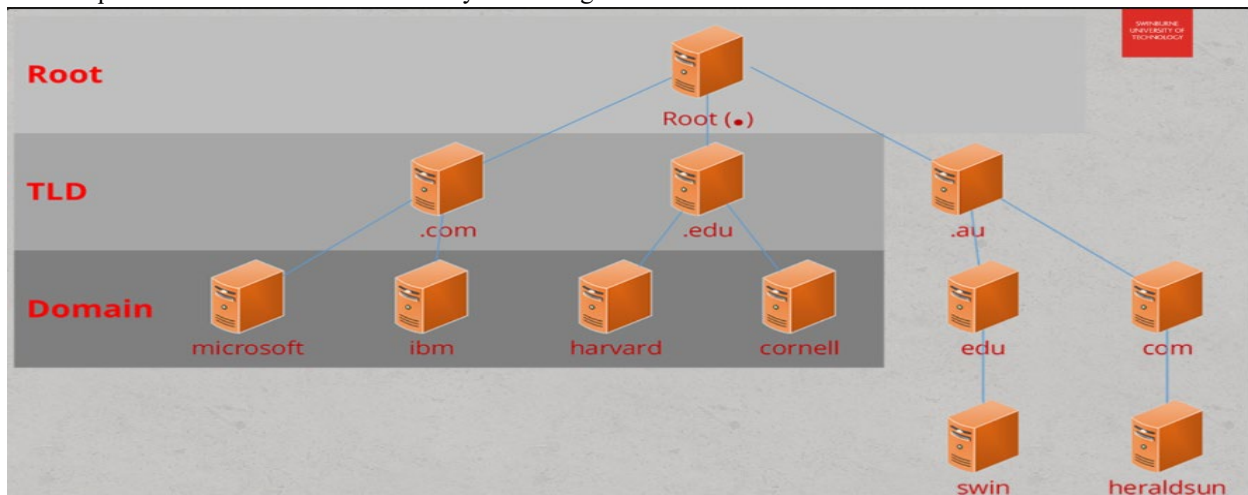 SWINBURNE
UNIVERSITY OF
TECHNOLOGY
Root
Root (•)
TLD
.com
.edu
.au
Domain
microsoft
ibm
harvard
cornell
edu
com
swin
heraldsun